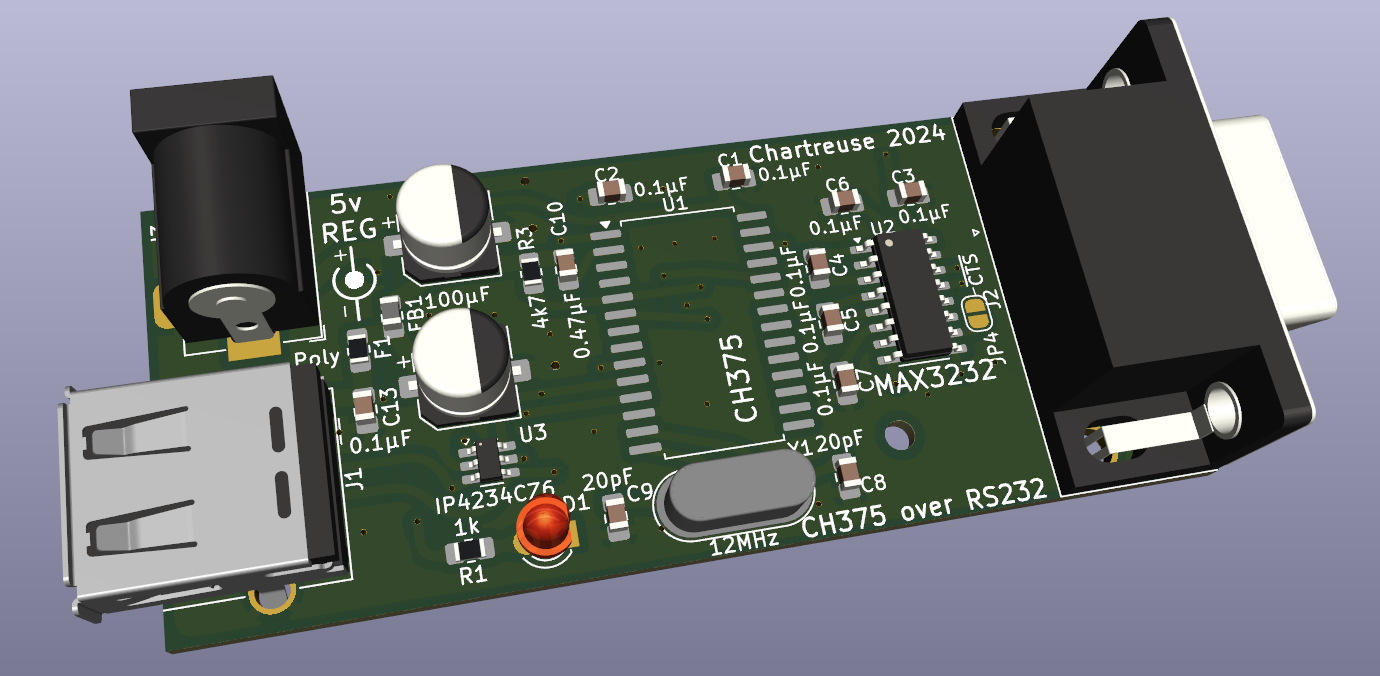 Chartreuse 2024
C1
0.1µF
C2
0.1µF
U1
C6
0.1µF
C3
0.1µF
U2
5v
REG
+
-
+
100µF
FB1
R3
4k7
C10
0.47µF
0.1µF
C4
0.1µF
C5
0.1µF
C7
CTS
J2
JP4
MAX3232
CH375
Poly
F1
+
C13
0.1µF
J1
U3
IP4234CZ6
1k
R1
D1
20pF
C9
Y1
12MHz
20pF
C8
CH375 over RS232